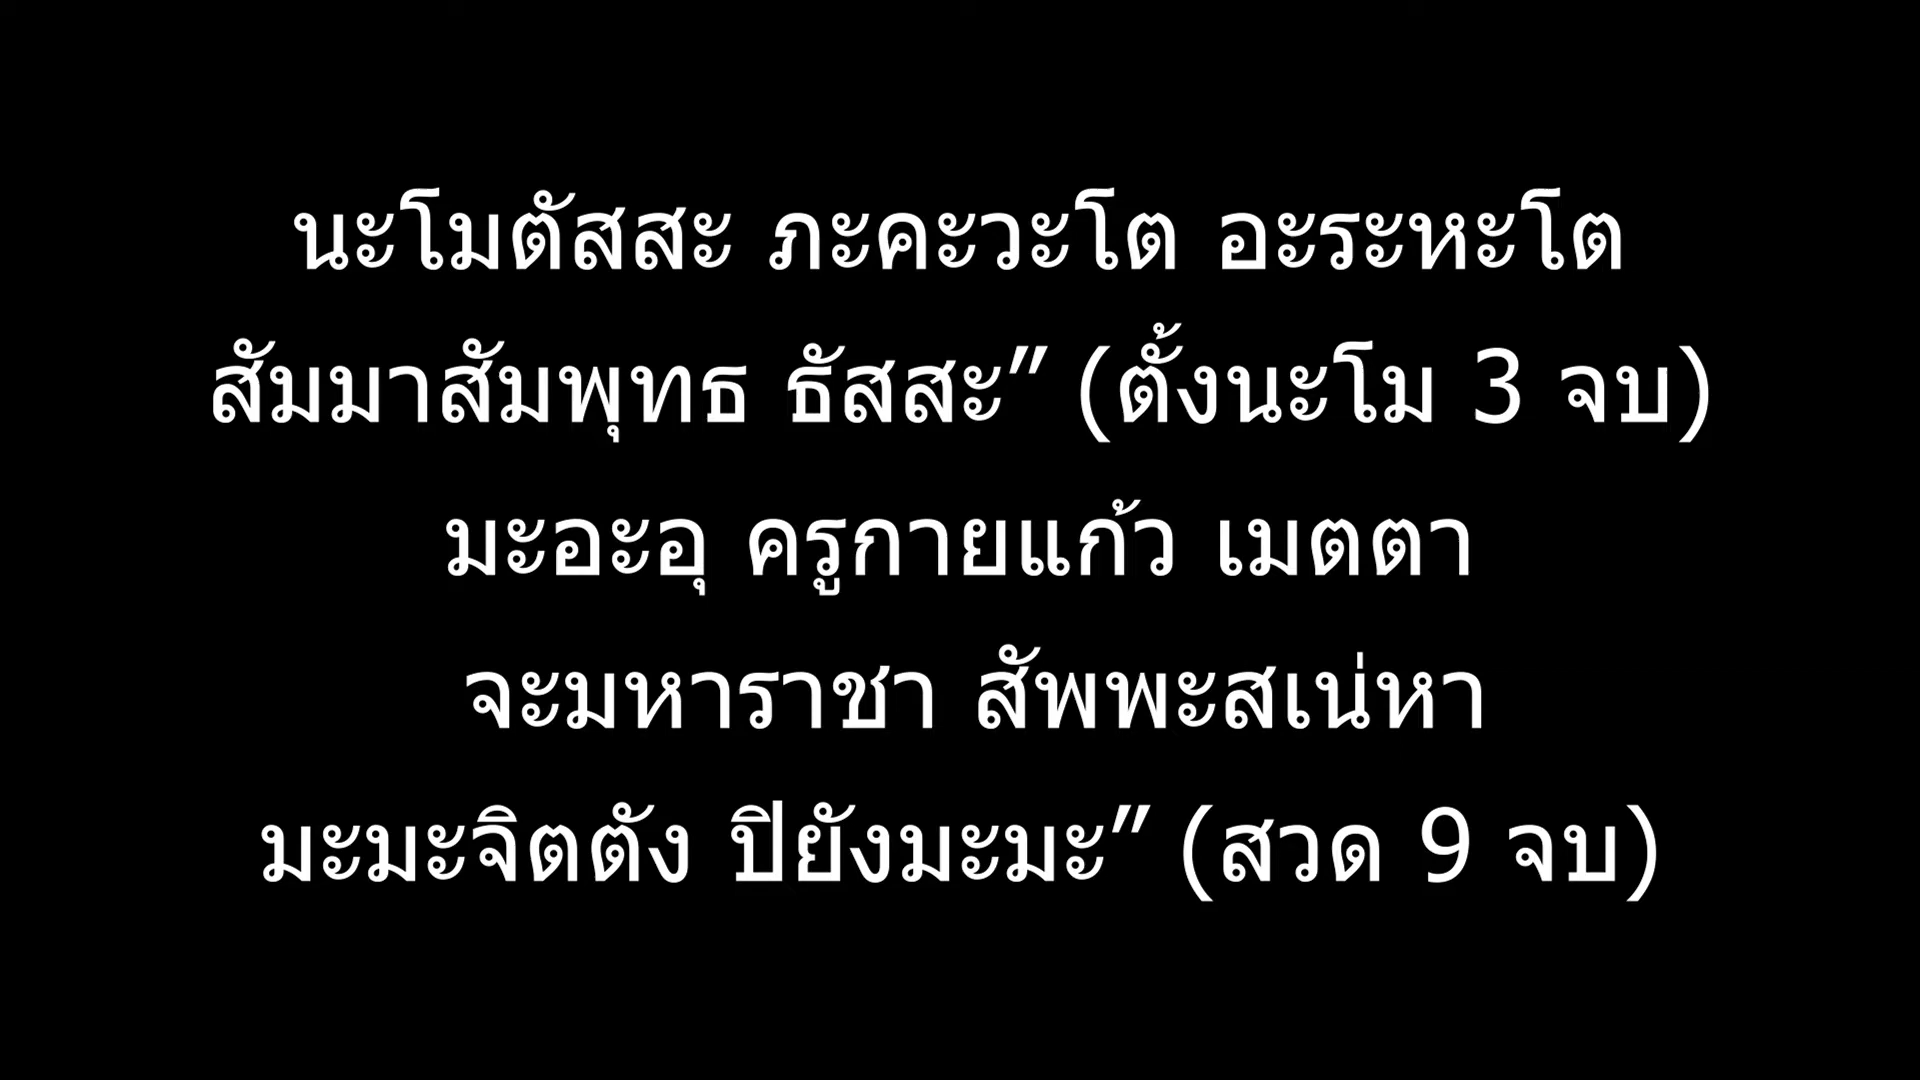 นะโมตัสสะ ภะคะวะโต อะระหะโต
สัมมาสัมพุทธ ธัสสะ” (ตั้งนะโม 3 จบ)
มะอะอุ ครูกายแก้ว เมตตา
จะมหาราชา สัพพะสเน่หา
มะมะจิตตัง ปิยังมะมะ” (สวด 9 จบ)